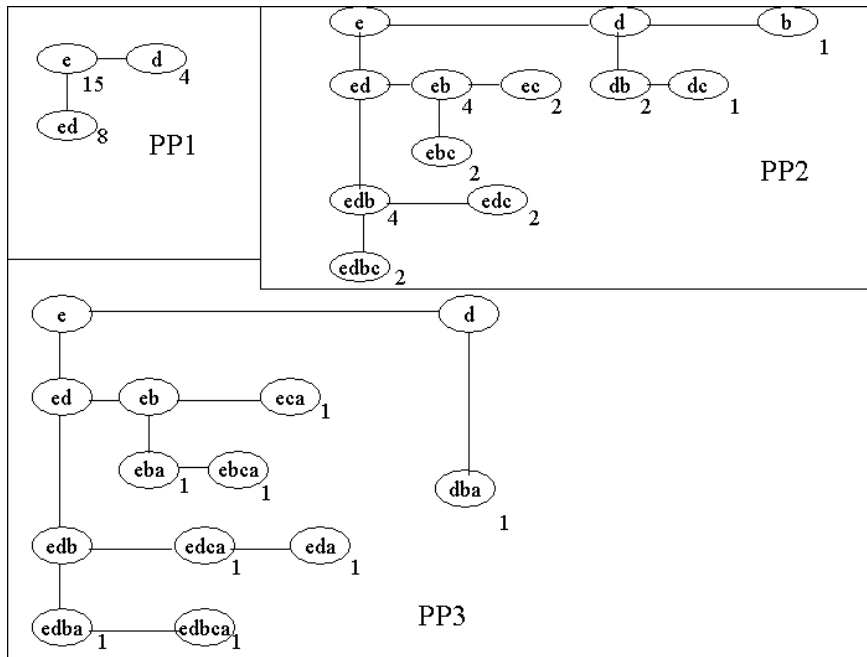 e d 4
15
ed 8
PP1
e d b 1
ed eb 4 ec 2 db 2 dc 1
ebc 2
PP2
edb 4 edc 2
edbc 2
e d
ed eb eca 1
eba 1 ebca 1
dba 1
edb edca 1 eda 1
PP3
edba 1 edbca 1